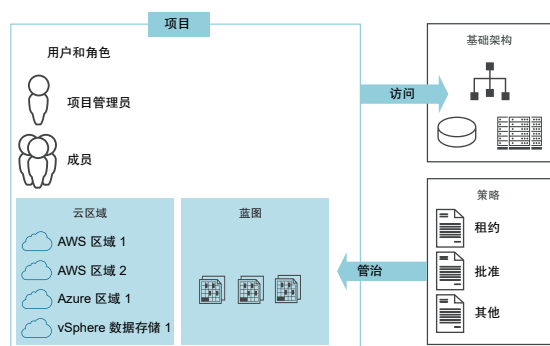 项目
用户和角色
项目管理员
成员
云区域
AWS 区域 1
AWS 区域 2
Azure 区域 1
vSphere 数据存储 1
蓝图
访问
管治
基础架构
策略
租约
批准
其他